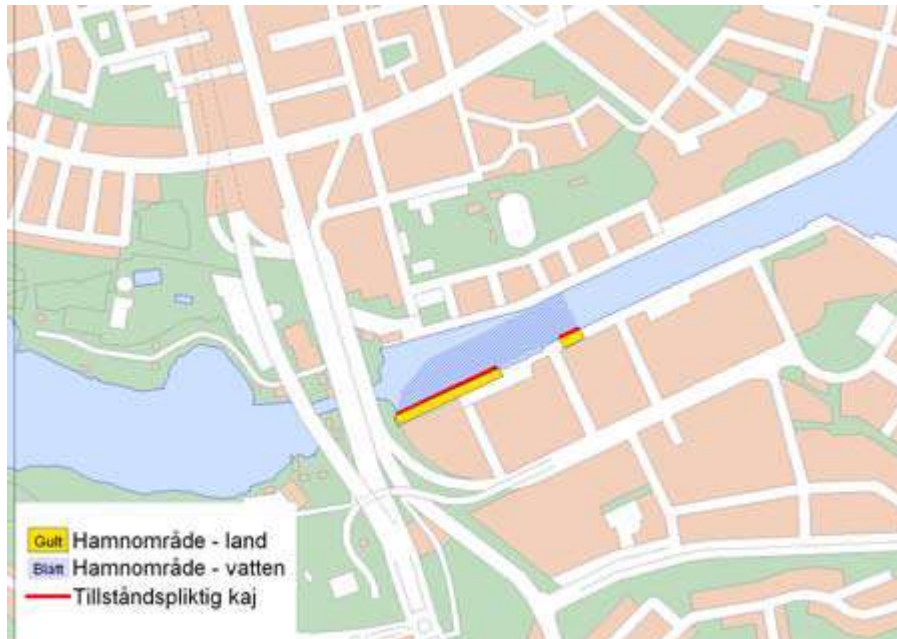 Gult Hamnområde - land
Blått Hamnområde - vatten
Tillståndspliktig kaj